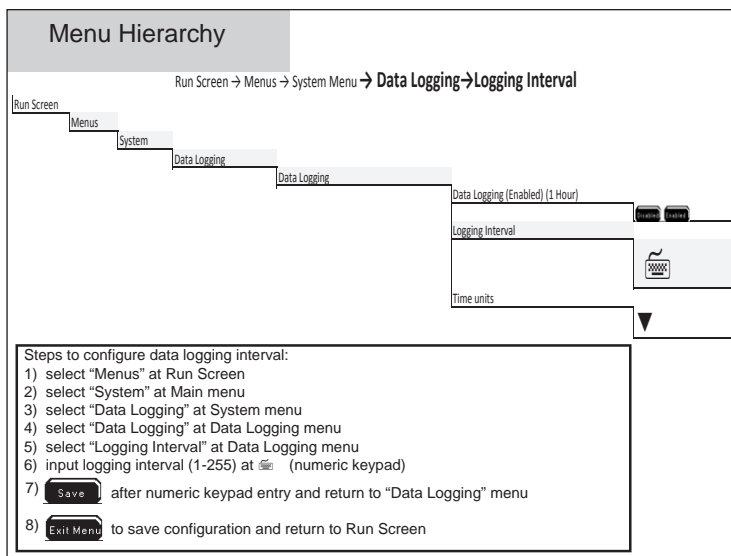 Menu Hierarchy
Run Screen → Menus → System Menu → Data Logging→Logging Interval
Run Screen
Menus
System
Data Logging
Data Logging
Data Logging (Enabled) (1 Hour)
Disabled Enabled
Logging Interval
Time units
Steps to configure data logging interval:
1) select “Menus” at Run Screen
2) select “System” at Main menu
3) select “Data Logging” at System menu
4) select “Data Logging” at Data Logging menu
5) select “Logging Interval” at Data Logging menu
6) input logging interval (1-255) at (numeric keypad)
7) Save after numeric keypad entry and return to “Data Logging” menu
8) Exit Menu to save configuration and return to Run Screen